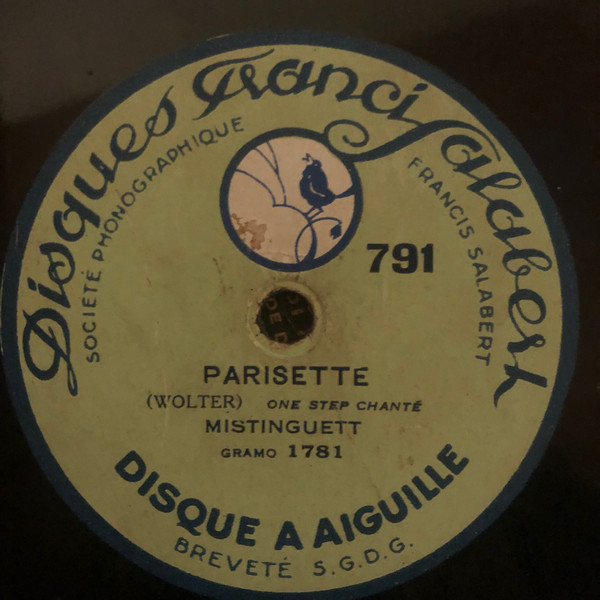 Disques Francis Salabert
SOCIÉTÉ PHONOGRAPHIQUE
FRANCIS SALABERT
791
PARISETTE
(WOLTER) ONE STEP CHANTÉ
MISTINGUETT
GRAMO 1781
DISQUE A AIGUILLE
BREVETÉ S.G.D.G.